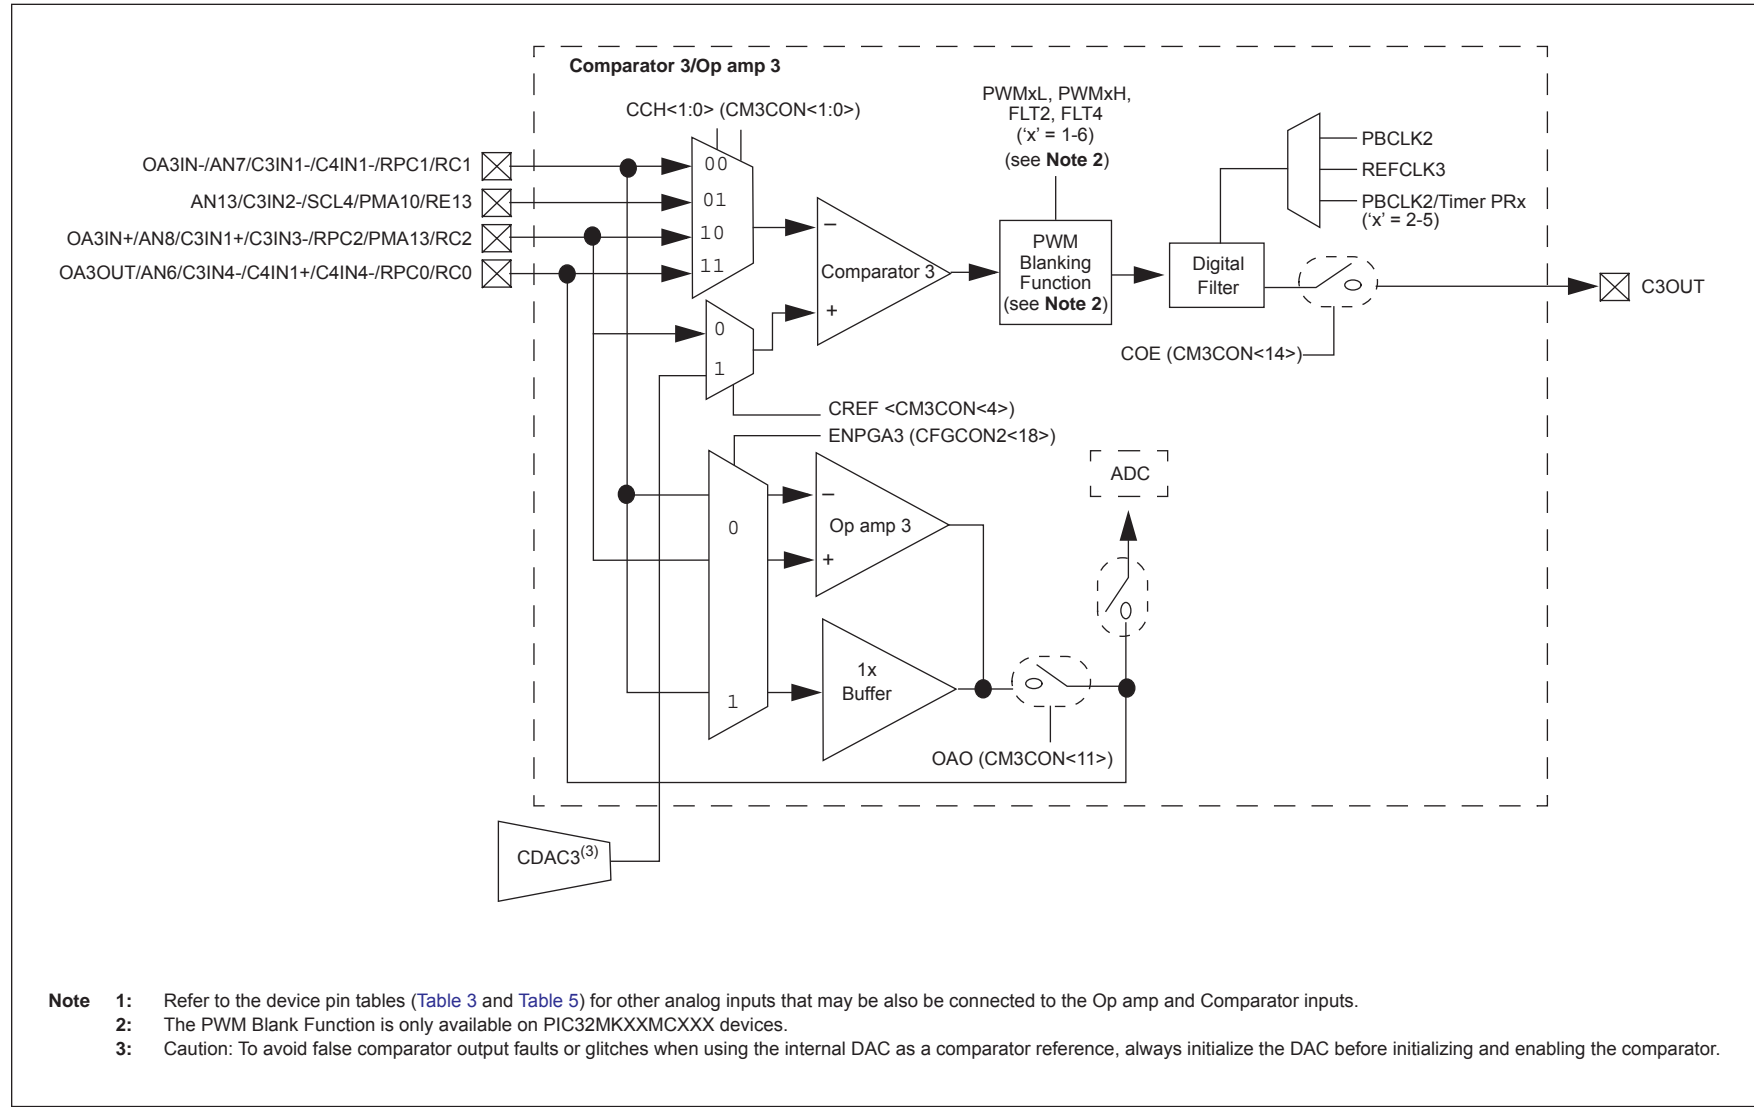 Comparator 3/Op amp 3
CCH<1:0> (CM3CON<1:0>)
PWMxL, PWMxH,
FLT2, FLT4
(‘x’ = 1-6)
(see Note 2)
PBCLK2
REFCLK3
PBCLK2/Timer PRx
(‘x’ = 2-5)
OA3IN-/AN7/C3IN1-/C4IN1-/RPC1/RC1
AN13/C3IN2-/SCL4/PMA10/RE13
OA3IN+/AN8/C3IN1+/C3IN3-/RPC2/PMA13/RC2
OA3OUT/AN6/C3IN4-/C4IN1+/C4IN4-/RPC0/RC0
00
01
10
11
–
Comparator 3
+
PWM
Blanking
Function
(see Note 2)
Digital
Filter
C3OUT
COE (CM3CON<14>)
0
1
CREF <CM3CON<4>)
ENPGA3 (CFGCON2<18>)
ADC
–
Op amp 3
+
0
1
1x
Buffer
OAO (CM3CON<11>)
CDAC3(3)
Note 1: Refer to the device pin tables (Table 3 and Table 5) for other analog inputs that may be also be connected to the Op amp and Comparator inputs.
2: The PWM Blank Function is only available on PIC32MKXXMCXXX devices.
3: Caution: To avoid false comparator output faults or glitches when using the internal DAC as a comparator reference, always initialize the DAC before initializing and enabling the comparator.